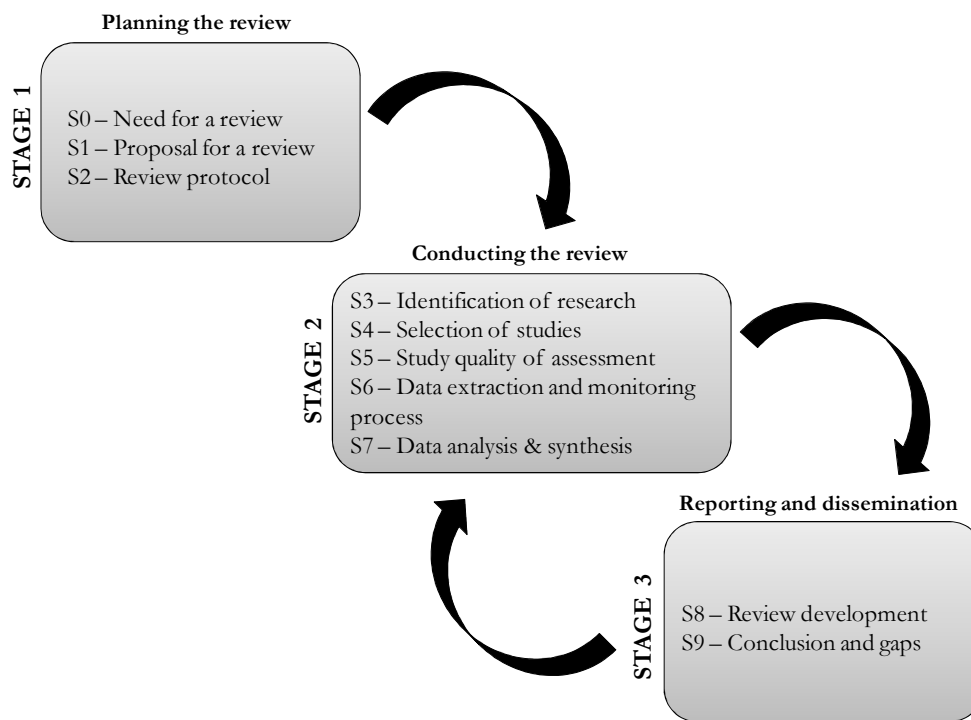 Planning the review
STAGE 1
S0 – Need for a review
S1 – Proposal for a review
S2 – Review protocol
Conducting the review
STAGE 2
S3 – Identification of research
S4 – Selection of studies
S5 – Study quality of assessment
S6 – Data extraction and monitoring
process
S7 – Data analysis & synthesis
Reporting and dissemination
STAGE 3
S8 – Review development
S9 – Conclusion and gaps